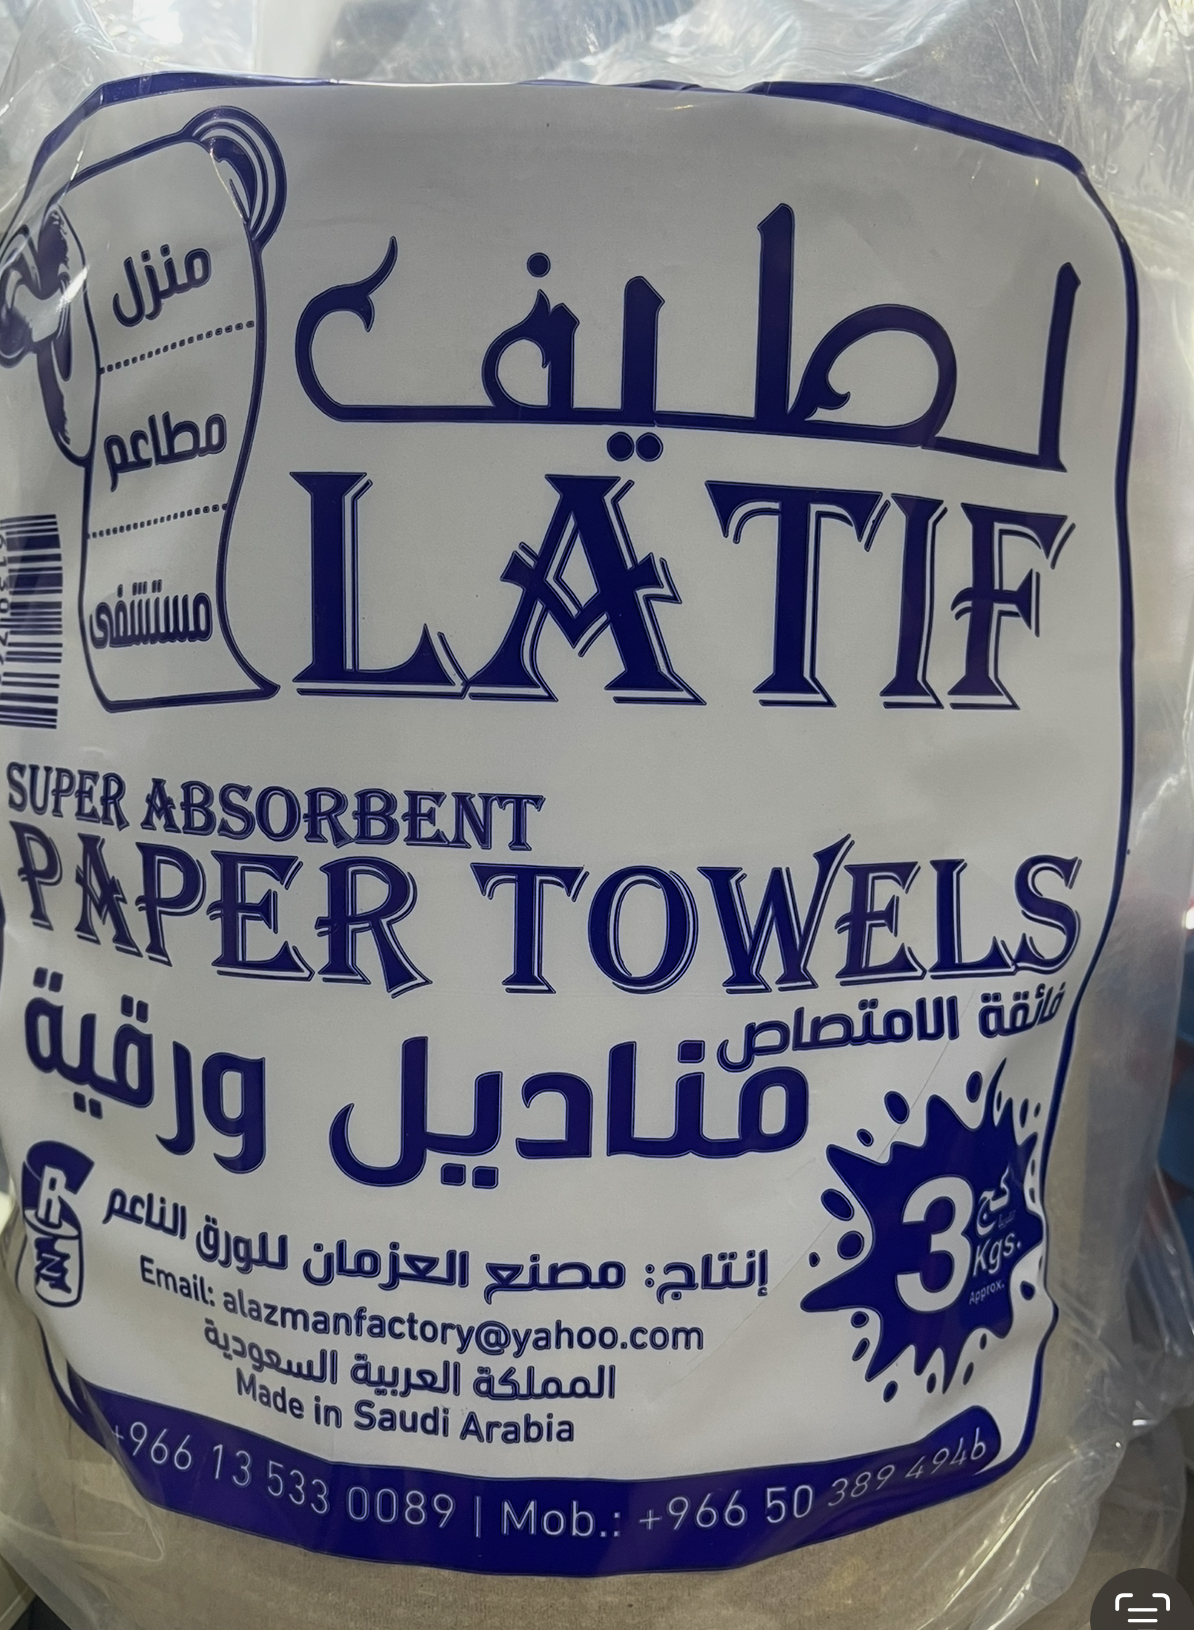 منزل
مطاعم
مستشفى
لطيف
LATIF
SUPER ABSORBENT
PAPER TOWELS
فائقة الامتصاص
مناديل ورقية
3 كج
Kgs.
Approx.
إنتاج: مصنع العزمان للورق الناعم
Email: alazmanfactory@yahoo.com
المملكة العربية السعودية
Made in Saudi Arabia
+966 13 533 0089 | Mob.: +966 50 389 4946